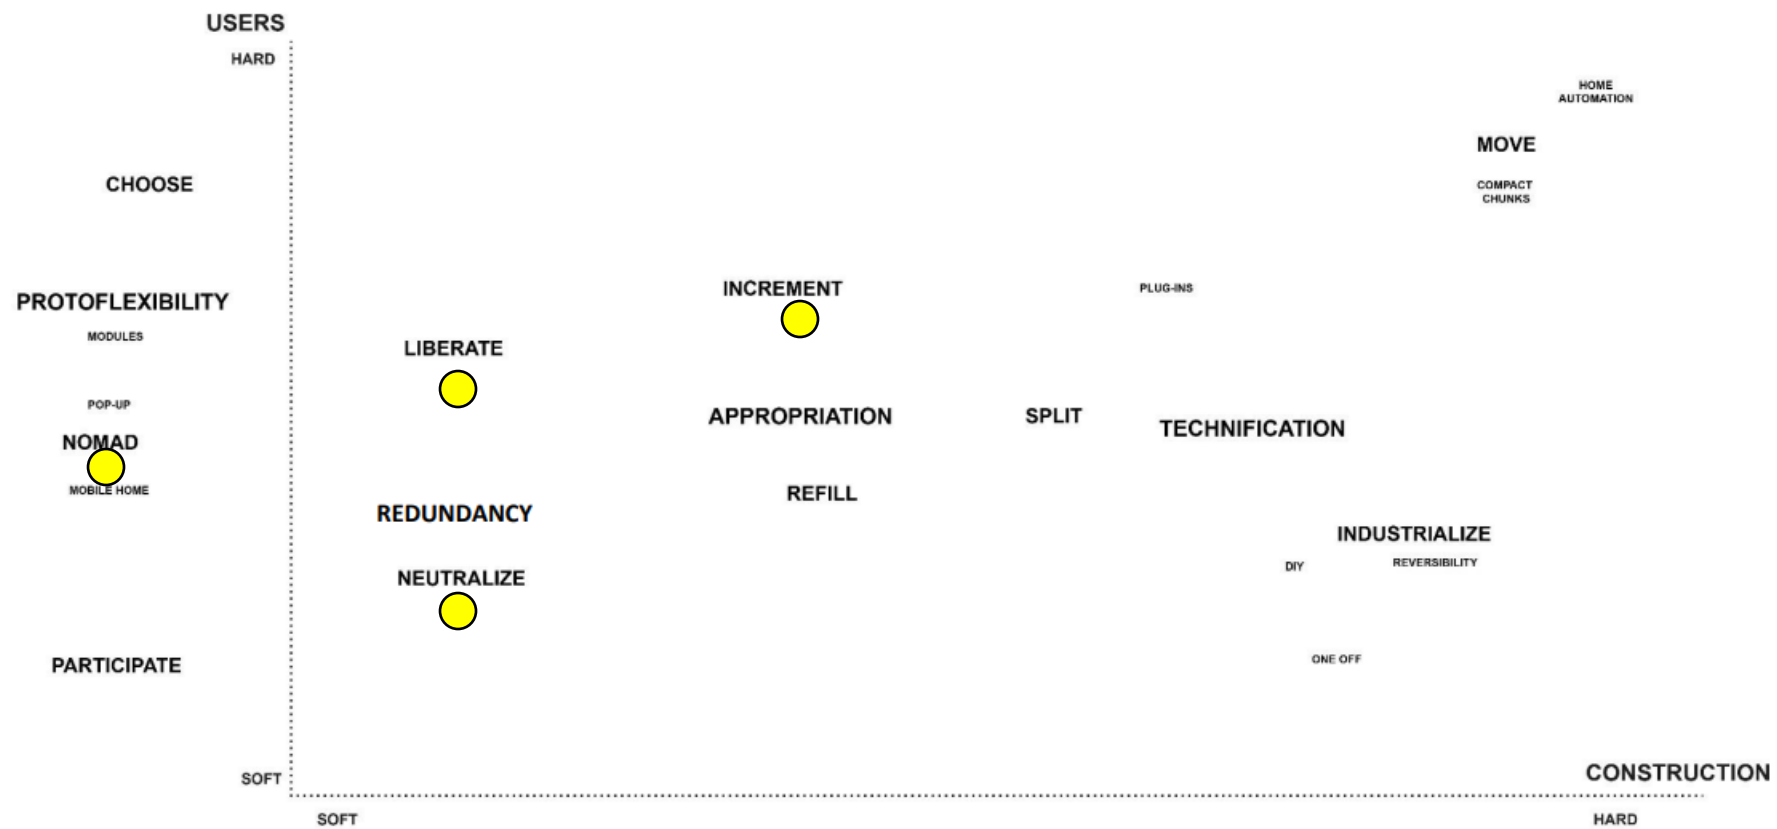 USERS
HARD
HOME
AUTOMATION
MOVE
CHOOSE
COMPACT
CHUNKS
INCREMENT
PLUG-INS
PROTOFLEXIBILITY
MODULES
LIBERATE
POP-UP
APPROPRIATION
SPLIT
TECHNIFICATION
NOMAD
MOBILE HOME
REFILL
REDUNDANCY
INDUSTRIALIZE
DIY
REVERSIBILITY
NEUTRALIZE
PARTICIPATE
ONE OFF
SOFT
CONSTRUCTION
SOFT
HARD